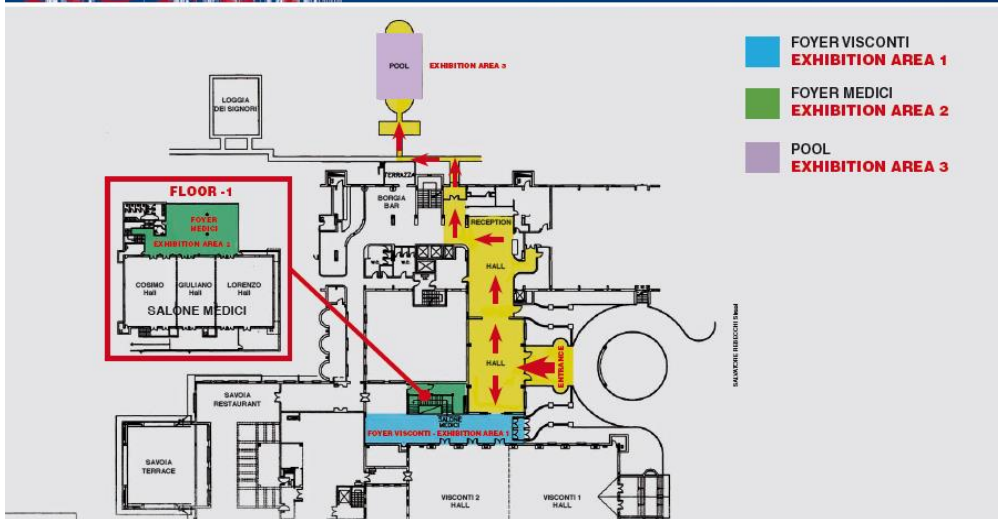 FOYER VISCONTI
EXHIBITION AREA 1
FOYER MEDICI
EXHIBITION AREA 2
POOL
EXHIBITION AREA 3
POOL
EXHIBITION AREA 3
LOGGIA
DEI SIGNORI
TERRAZZA
BORGIA
BAR
RECEPTION
HALL
W.C.
W.C.
HALL
ENTRANCE
FLOOR -1
FOYER
MEDICI
EXHIBITION AREA 2
COSIMO
Hall
GIULIANO
Hall
LORENZO
Hall
SALONE MEDICI
SAVOIA
RESTAURANT
SALONE
MEDICI
FOYER VISCONTI - EXHIBITION AREA 1
SAVOIA
TERRACE
VISCONTI 2
HALL
VISCONTI 1
HALL